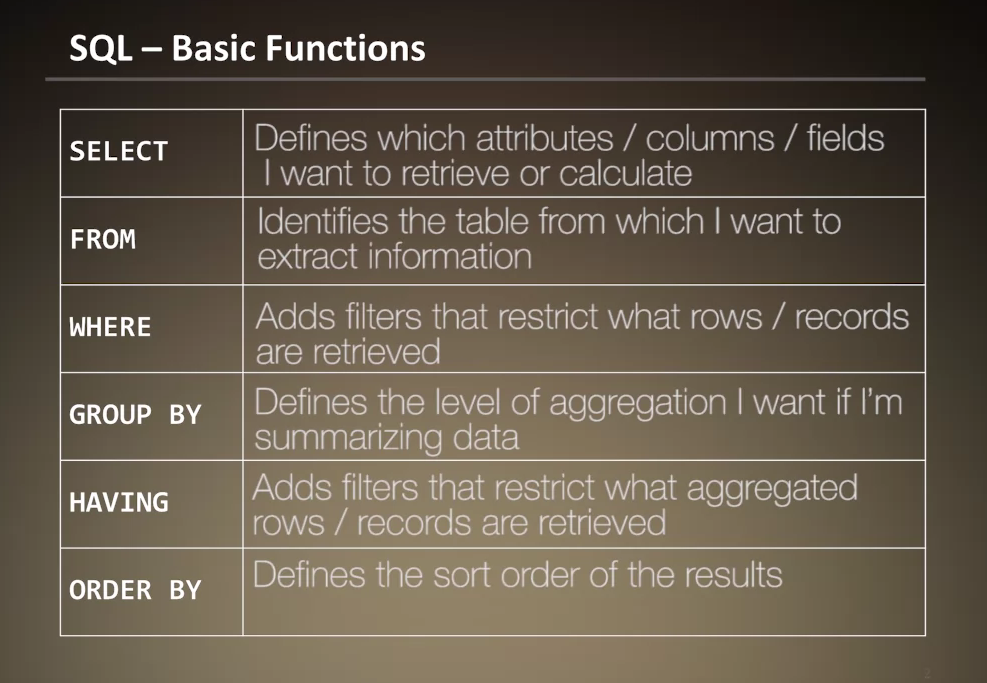 SQL – Basic Functions
SELECT
Defines which attributes / columns / fields
I want to retrieve or calculate
FROM
Identifies the table from which I want to
extract information
WHERE
Adds filters that restrict what rows / records
are retrieved
GROUP BY
Defines the level of aggregation I want if I'm
summarizing data
HAVING
Adds filters that restrict what aggregated
rows / records are retrieved
ORDER BY
Defines the sort order of the results
2